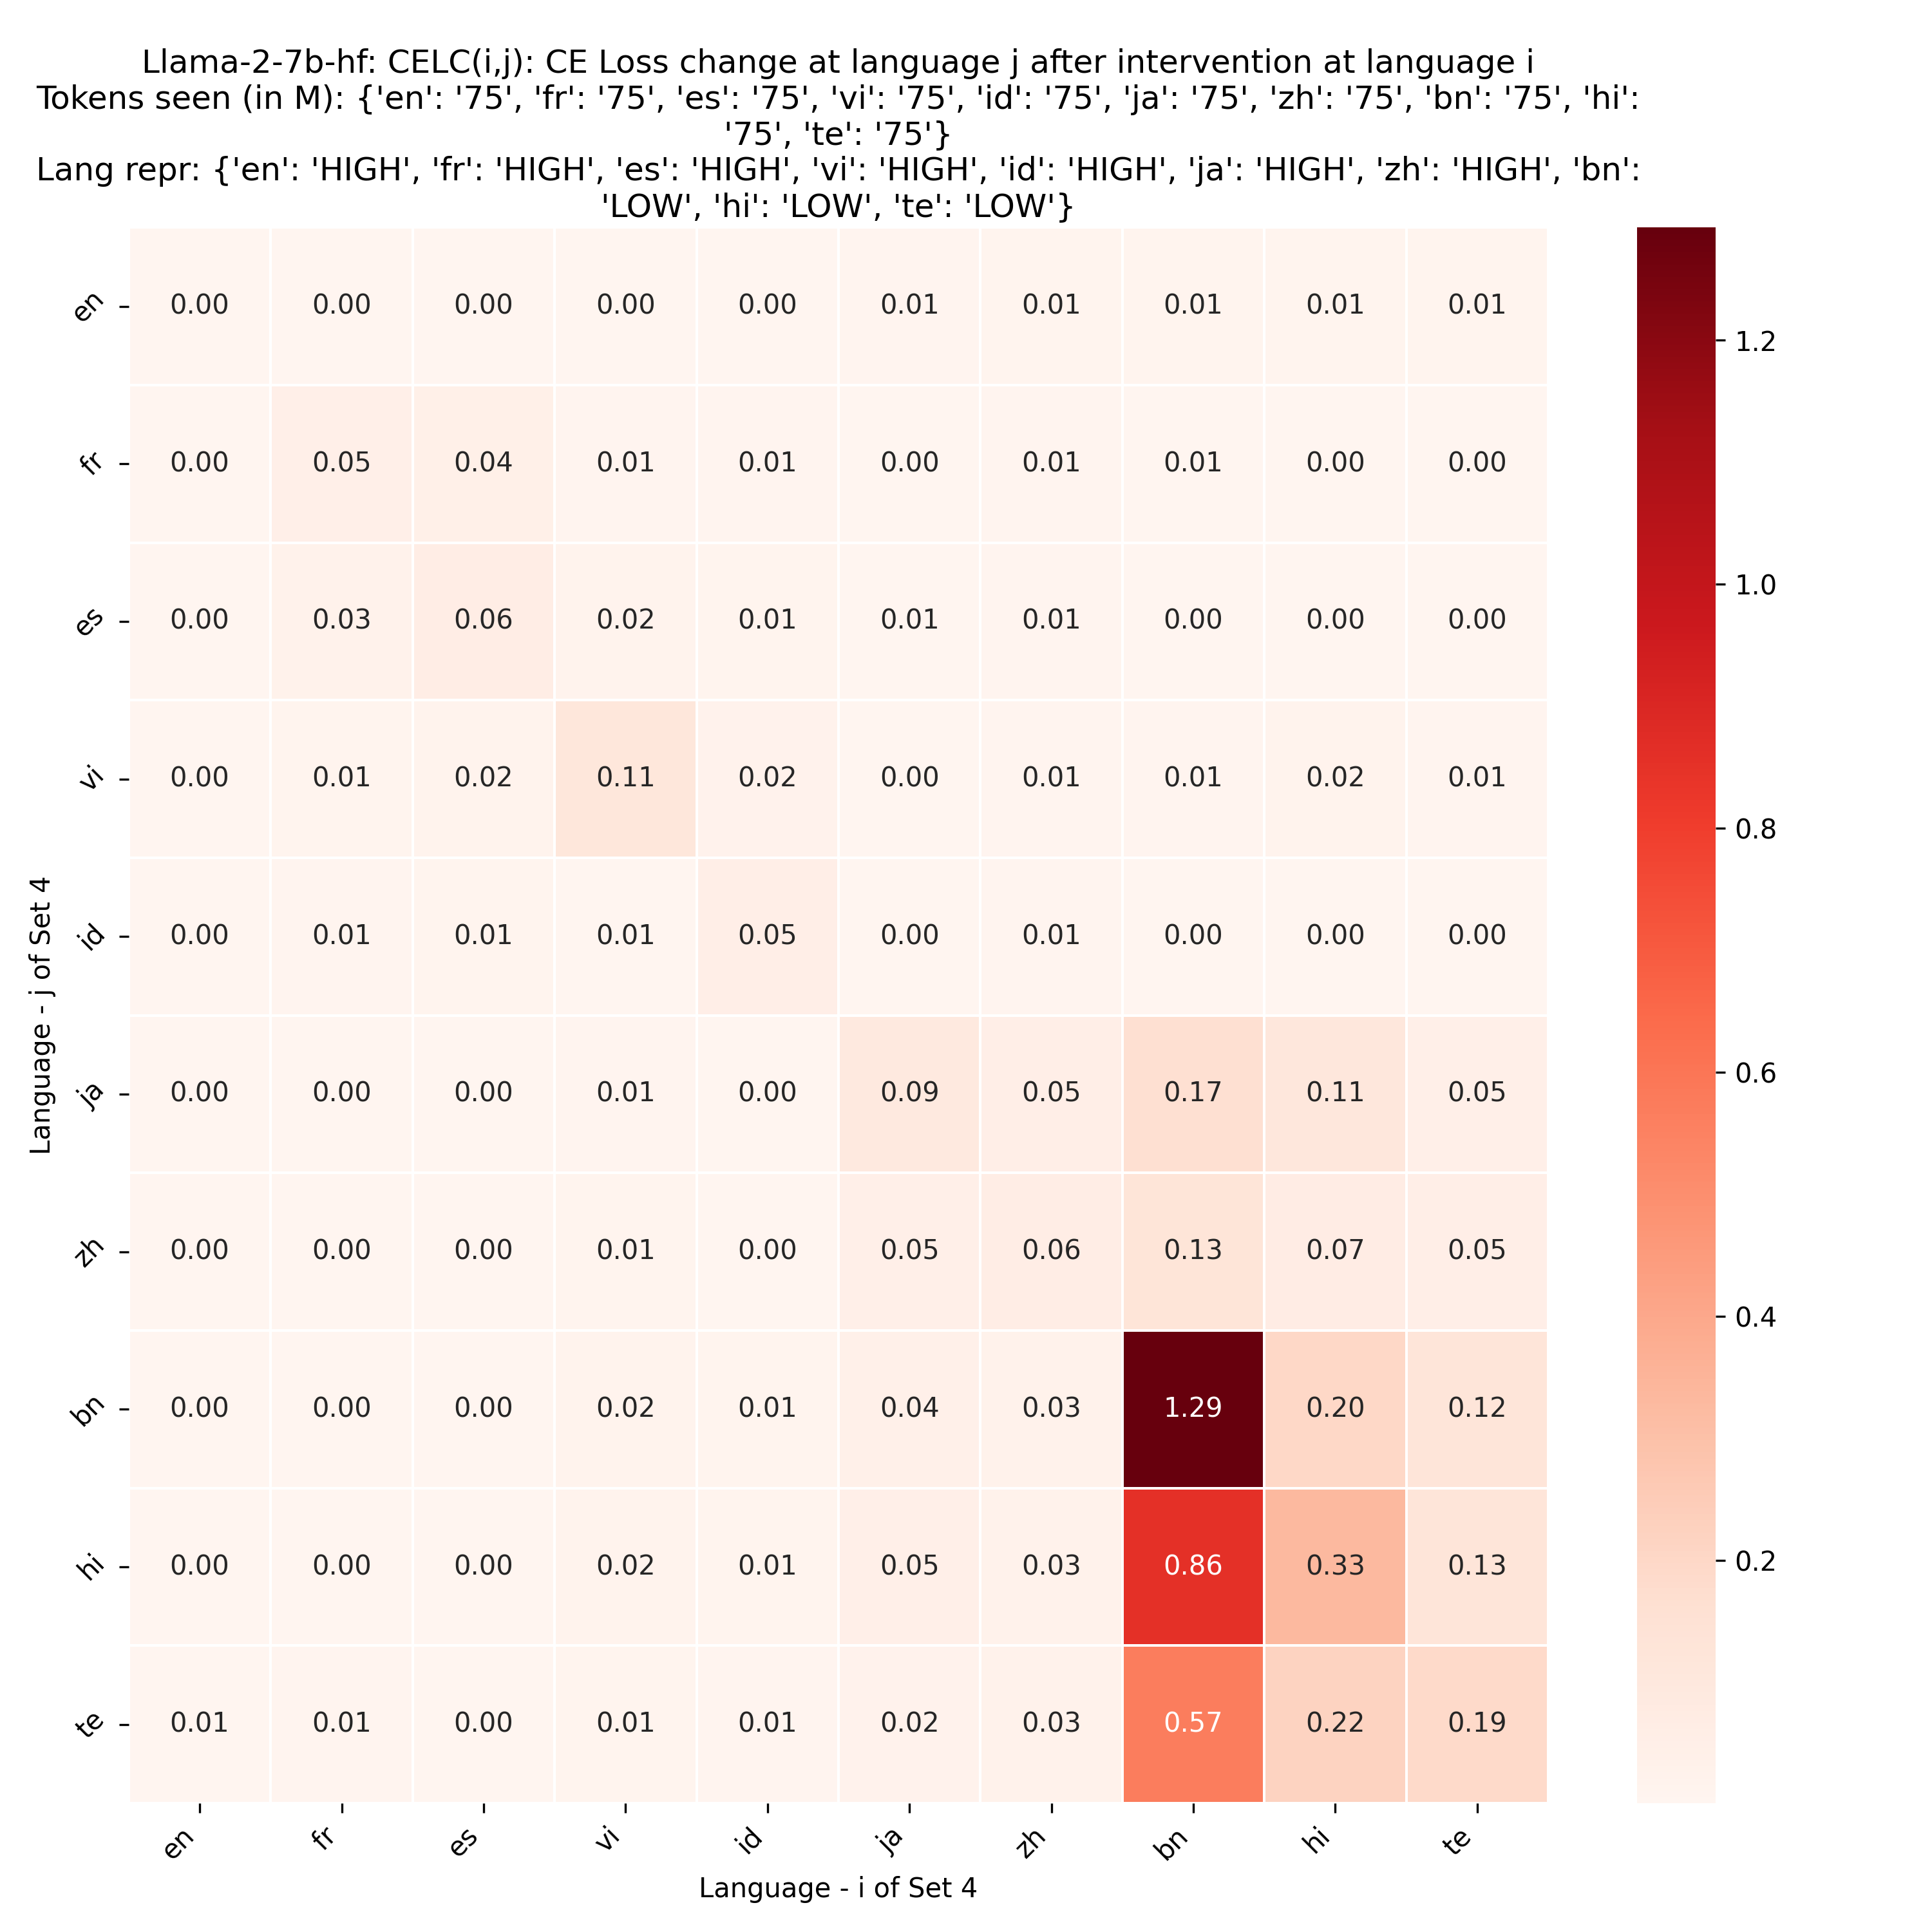 Llama-2-7b-hf: CELC(i,j): CE Loss change at language j after intervention at language i
Tokens seen (in M): {'en': '75', 'fr': '75', 'es': '75', 'vi': '75', 'id': '75', 'ja': '75', 'zh': '75', 'bn': '75', 'hi':
'75', 'te': '75'}
Lang repr: {'en': 'HIGH', 'fr': 'HIGH', 'es': 'HIGH', 'vi': 'HIGH', 'id': 'HIGH', 'ja': 'HIGH', 'zh': 'HIGH', 'bn':
'LOW', 'hi': 'LOW', 'te': 'LOW'}
en 0.00 0.00 0.00 0.00 0.00 0.01 0.01 0.01 0.01 0.01
fr 0.00 0.05 0.04 0.01 0.01 0.00 0.01 0.01 0.00 0.00
es 0.00 0.03 0.06 0.02 0.01 0.01 0.01 0.00 0.00 0.00
vi 0.00 0.01 0.02 0.11 0.02 0.00 0.01 0.01 0.02 0.01
id 0.00 0.01 0.01 0.01 0.05 0.00 0.01 0.00 0.00 0.00
ja 0.00 0.00 0.00 0.01 0.00 0.09 0.05 0.17 0.11 0.05
zh 0.00 0.00 0.00 0.01 0.00 0.05 0.06 0.13 0.07 0.05
bn 0.00 0.00 0.00 0.02 0.01 0.04 0.03 1.29 0.20 0.12
hi 0.00 0.00 0.00 0.02 0.01 0.05 0.03 0.86 0.33 0.13
te 0.01 0.01 0.00 0.01 0.01 0.02 0.03 0.57 0.22 0.19
en fr es vi id ja zh bn hi te
Language - i of Set 4
Language - j of Set 4
1.2
1.0
0.8
0.6
0.4
0.2